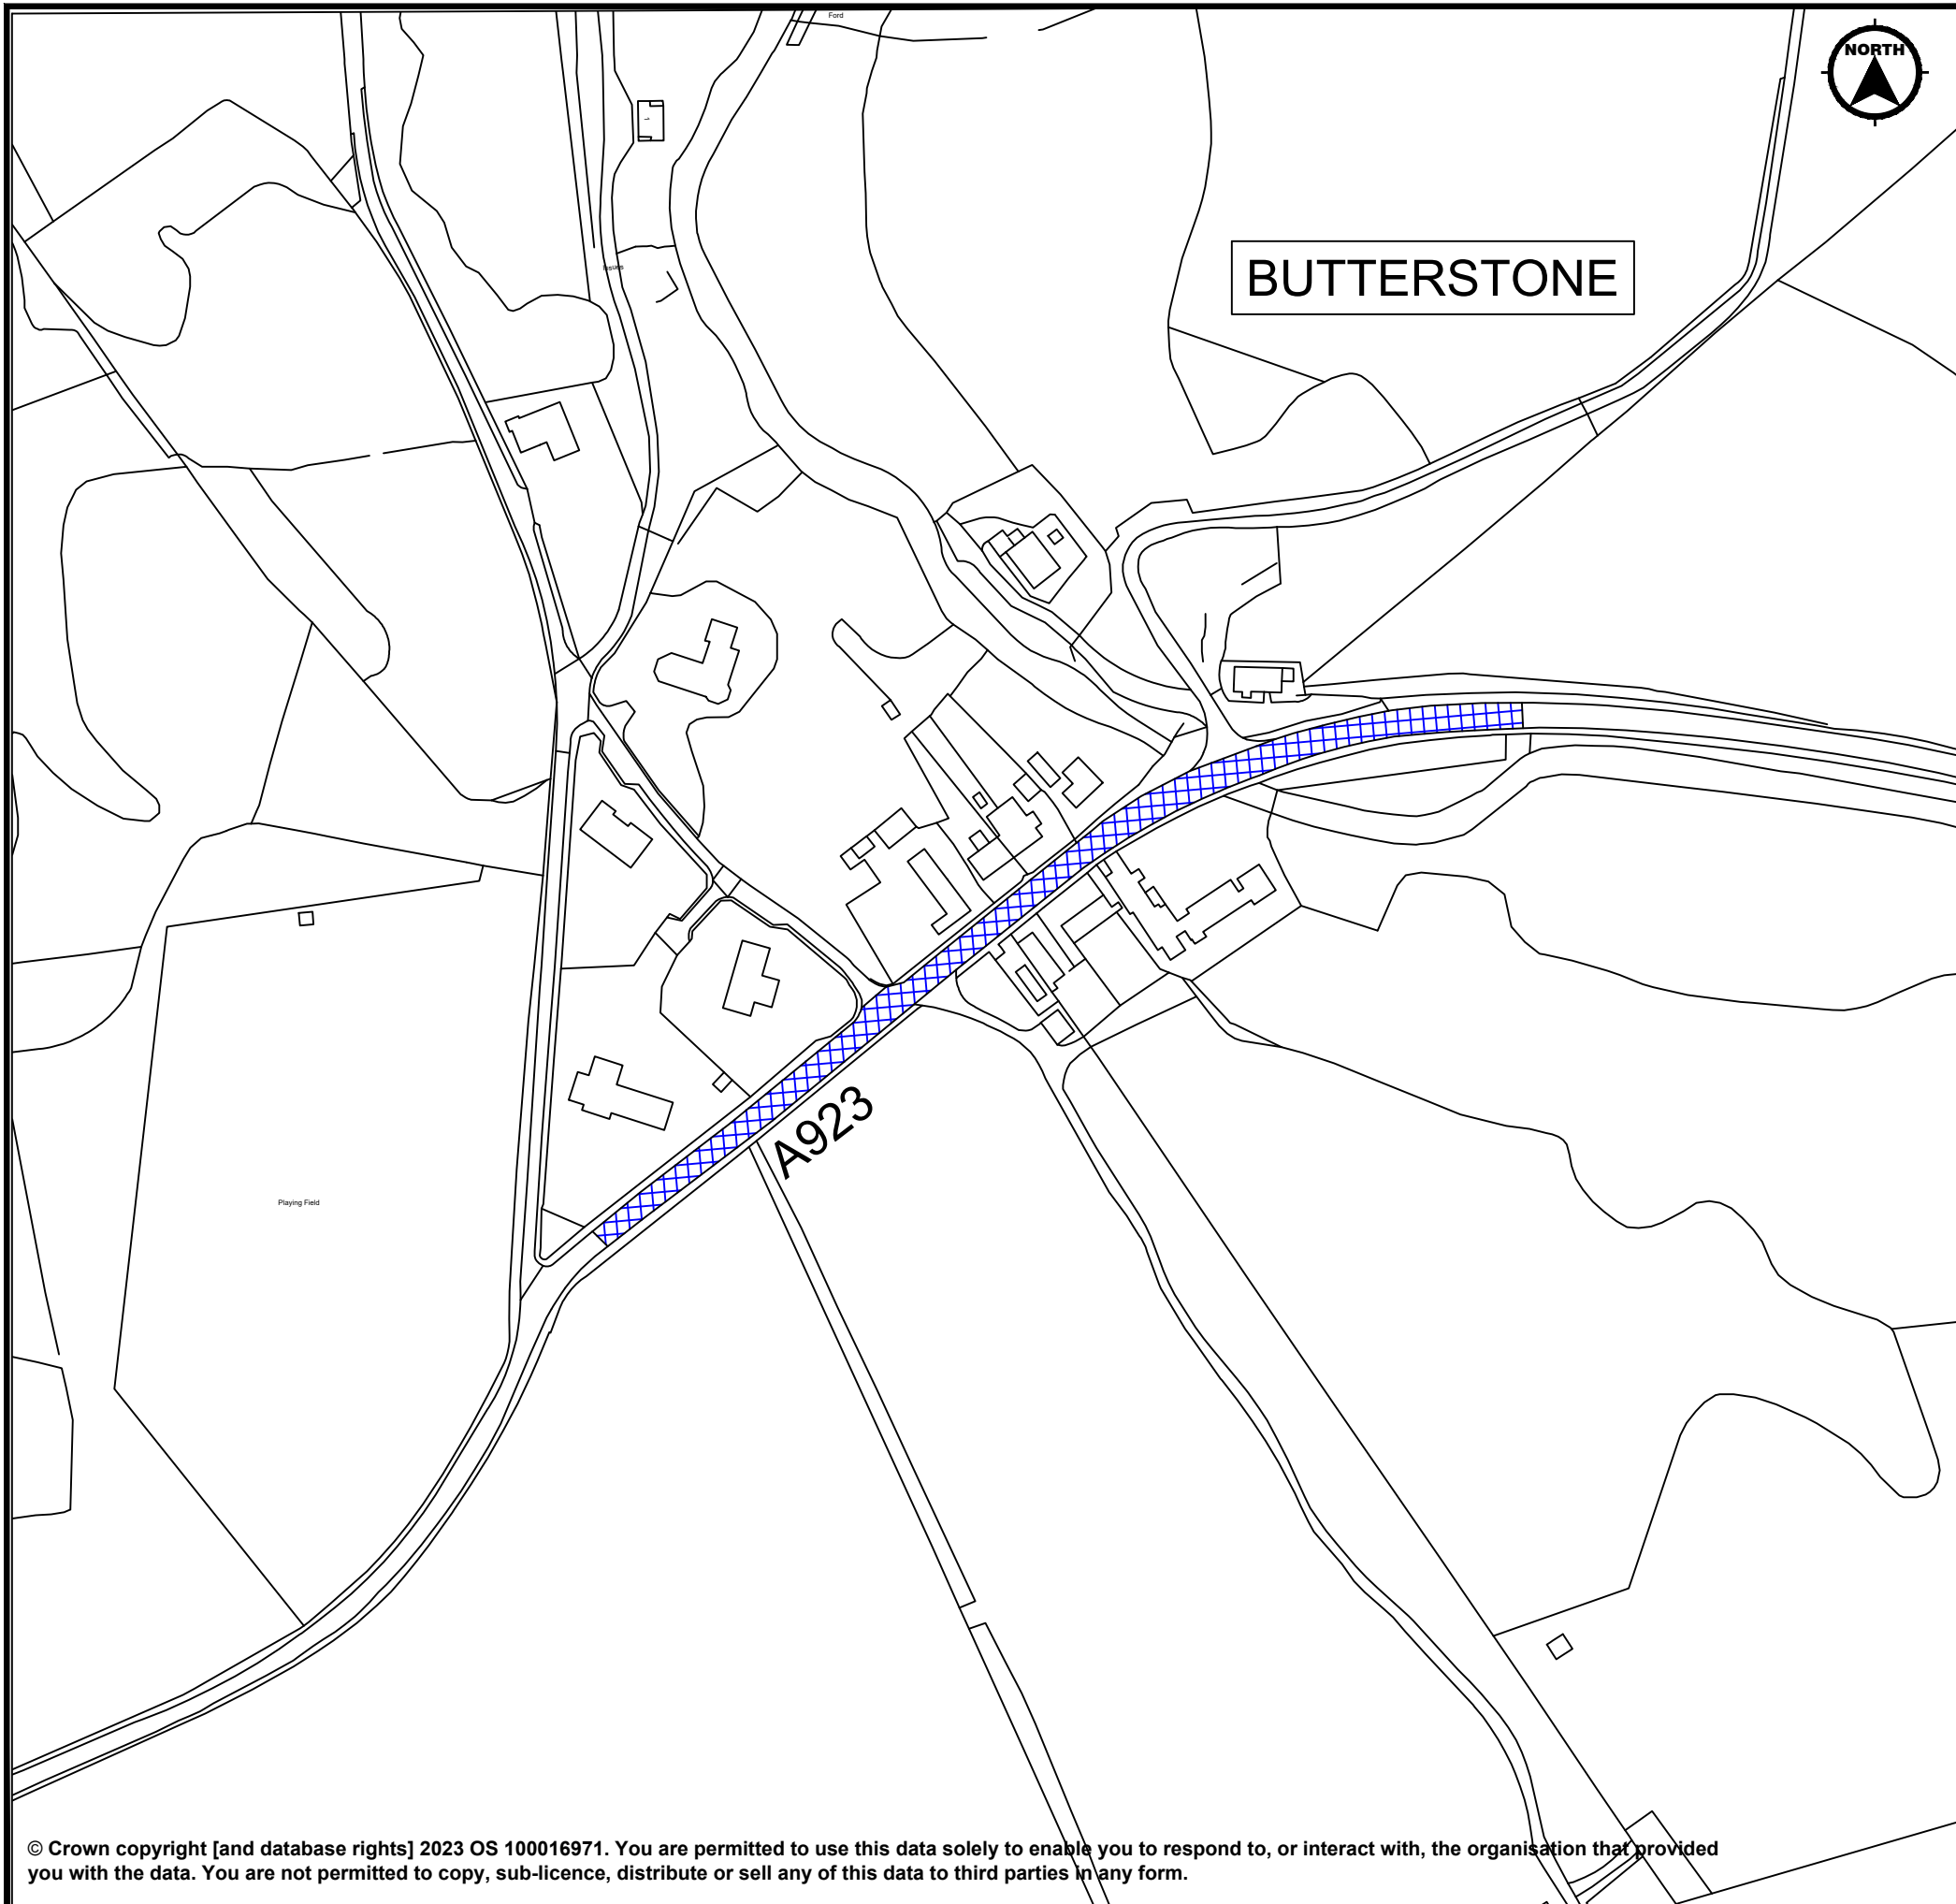 Ford
NORTH
1
BUTTERSTONE
Issues
A923
Playing Field
© Crown copyright [and database rights] 2023 OS 100016971. You are permitted to use this data solely to enable you to respond to, or interact with, the organisation that provided
you with the data. You are not permitted to copy, sub-licence, distribute or sell any of this data to third parties in any form.